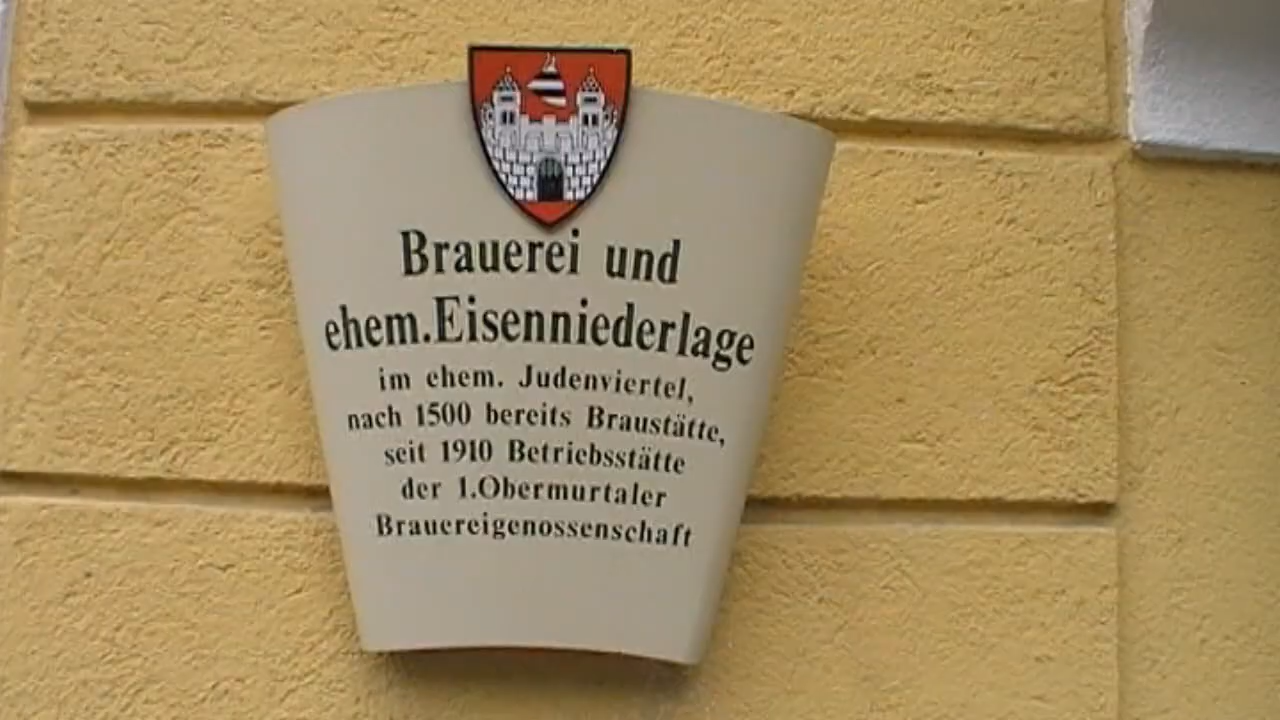 Brauerei und
ehem.Eisenniederlage
im ehem. Judenviertel,
nach 1500 bereits Braustätte,
seit 1910 Betriebsstätte
der 1.Obermurtaler
Brauereigenossenschaft